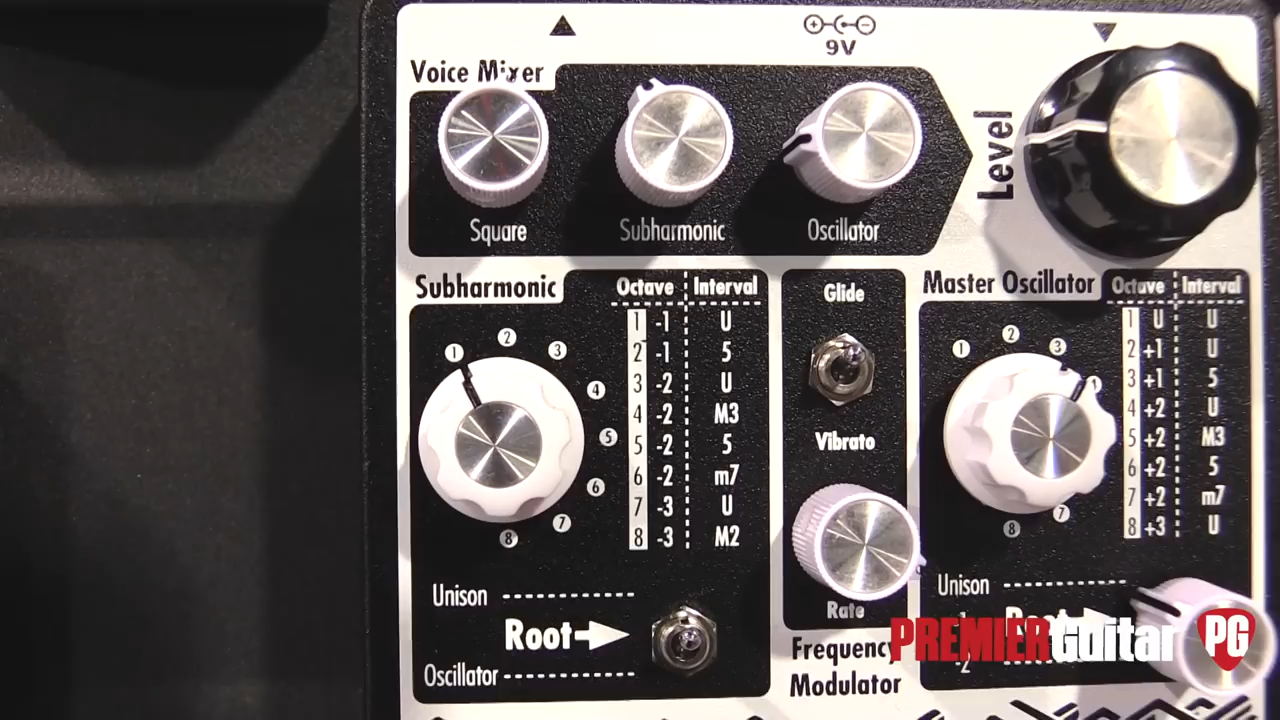 9V
Voice Mixer
Level
Square Subharmonic Oscillator
Subharmonic
Octave Interval
1 -1 U
2 -1 5
3 -2 U
4 -2 M3
5 -2 5
6 -2 m7
7 -3 U
8 -3 M2
1 2 3 4 5 6 7 8
Unison
Root
Oscillator
Glide
Vibrato
Rate
Frequency
Modulator
Master Oscillator
Octave Interval
1 U U
2 +1 U
3 +1 5
4 +2 U
5 +2 M3
6 +2 5
7 +2 m7
8 +3 U
1 2 3 7 8
Unison
Root
-2
PREMIER Guitar PG